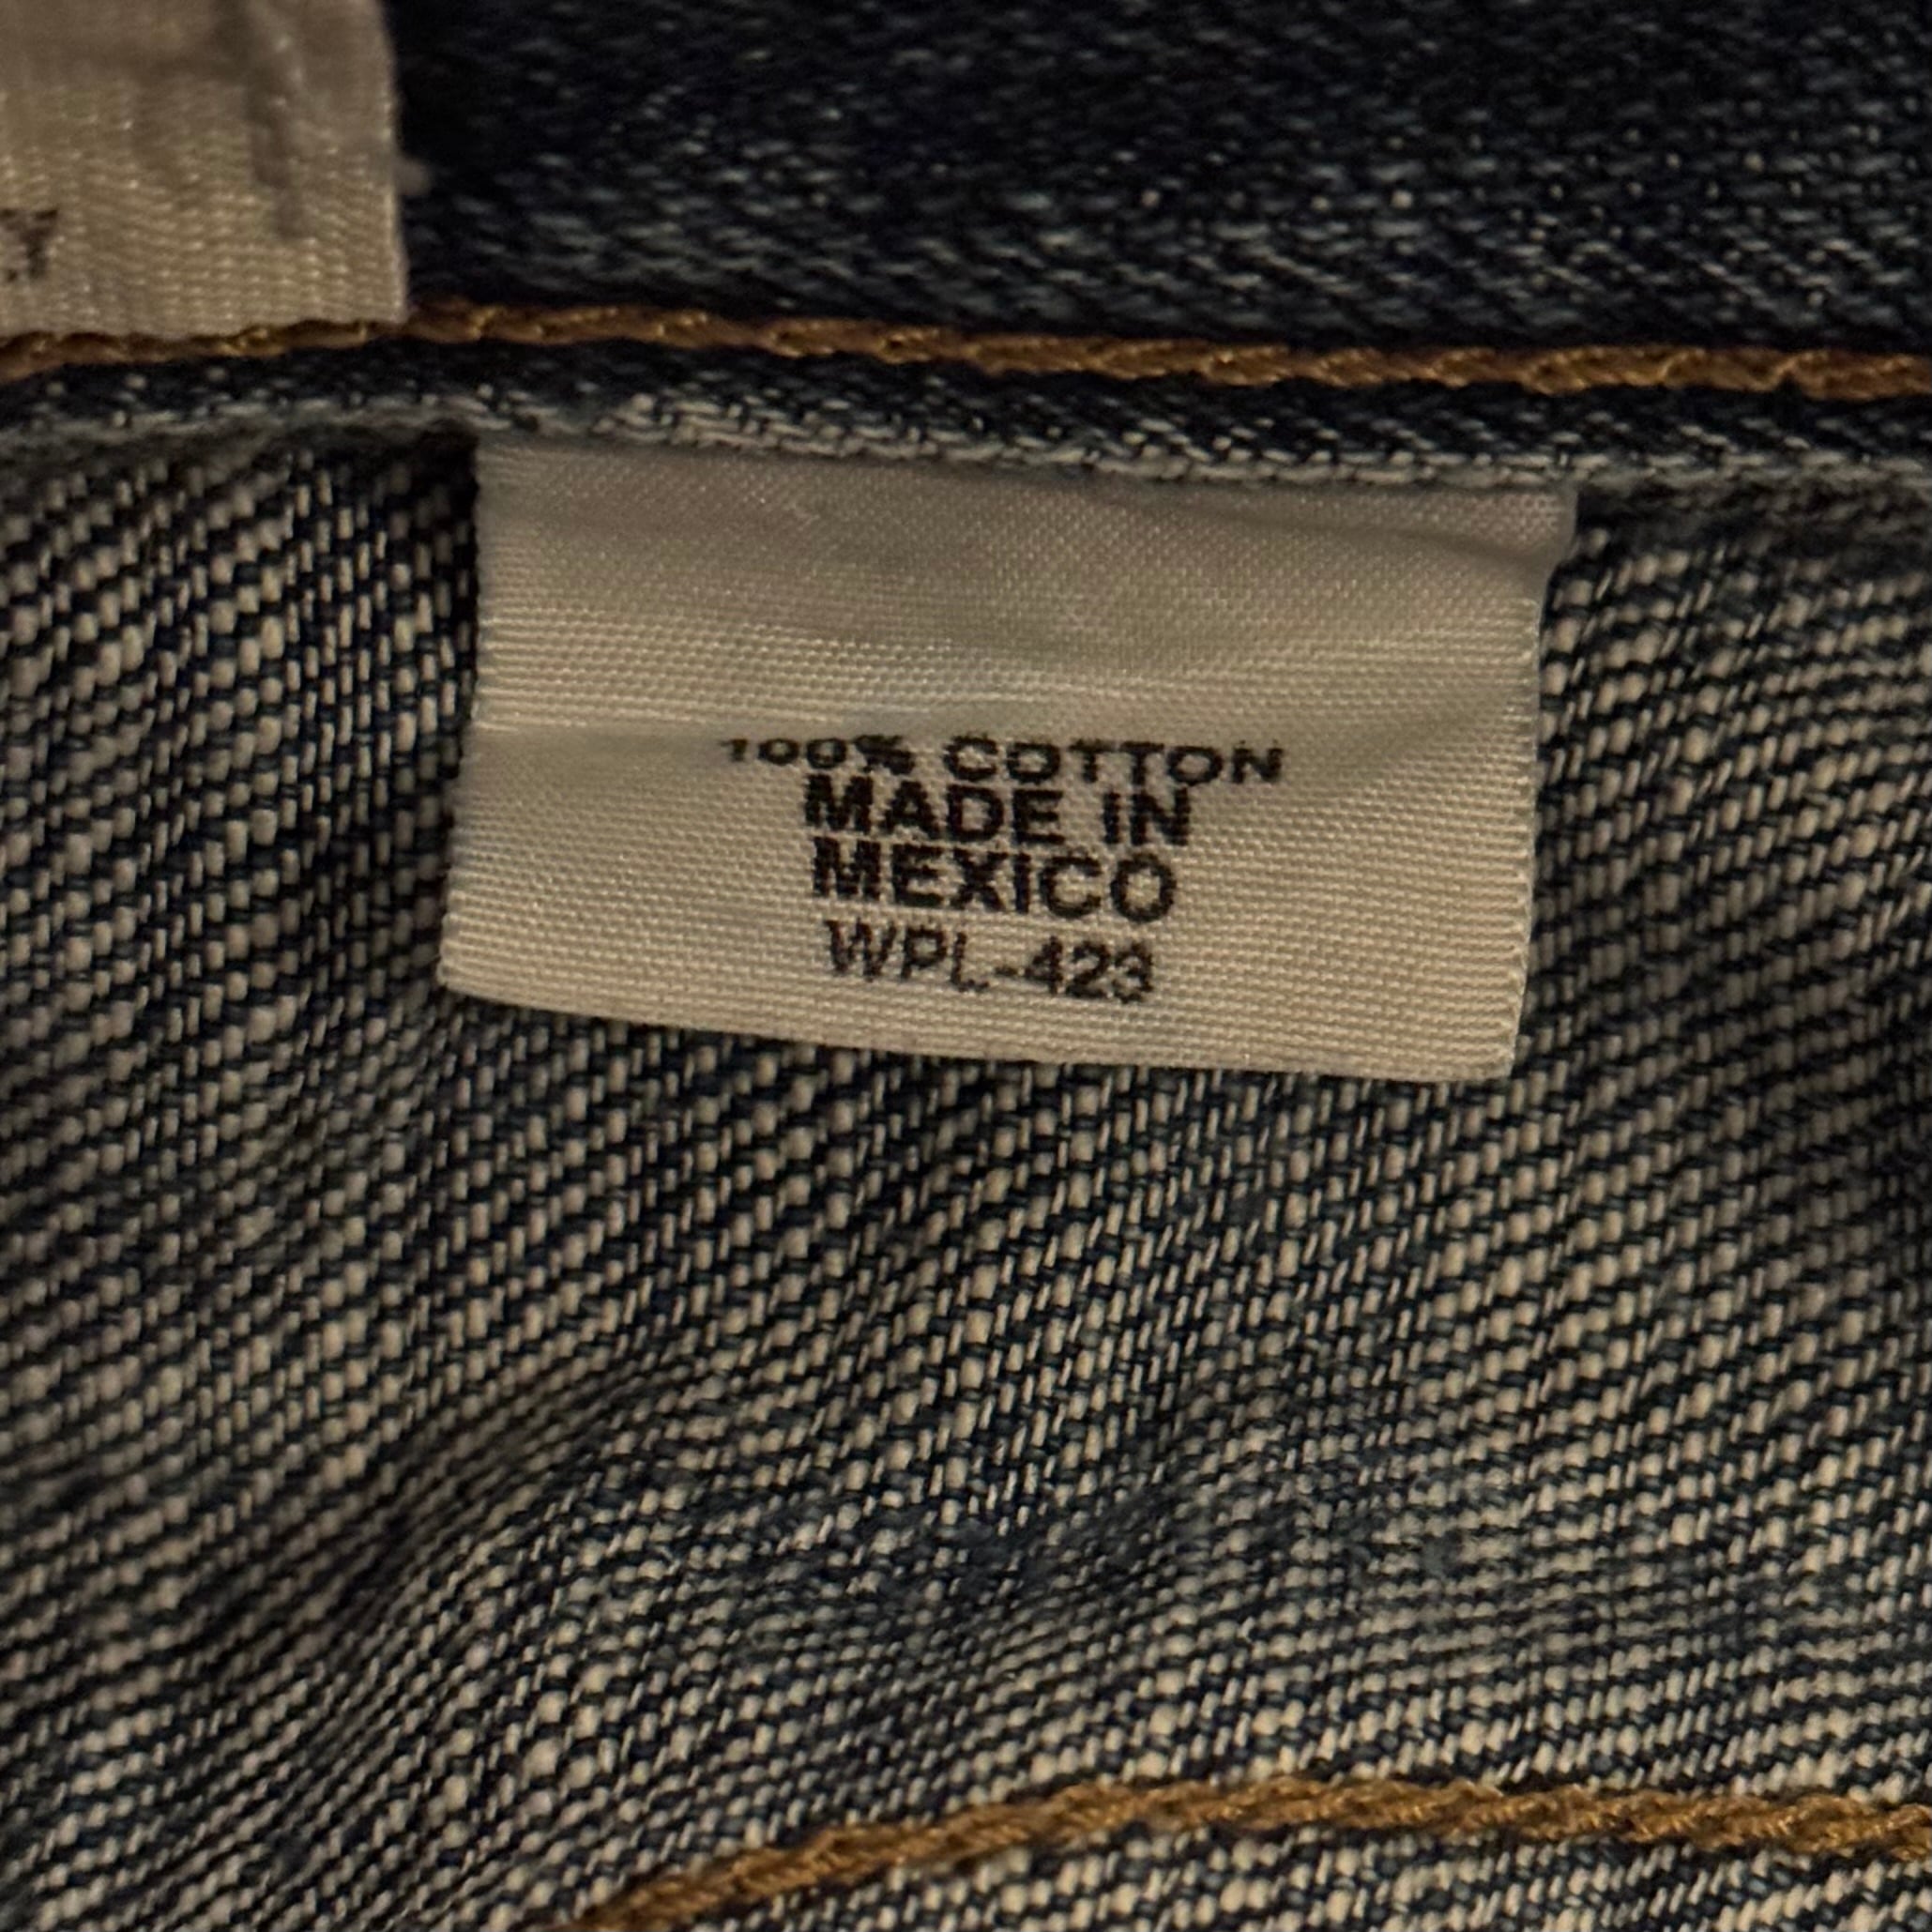 100% COTTON
MADE IN
MEXICO
WPL-423